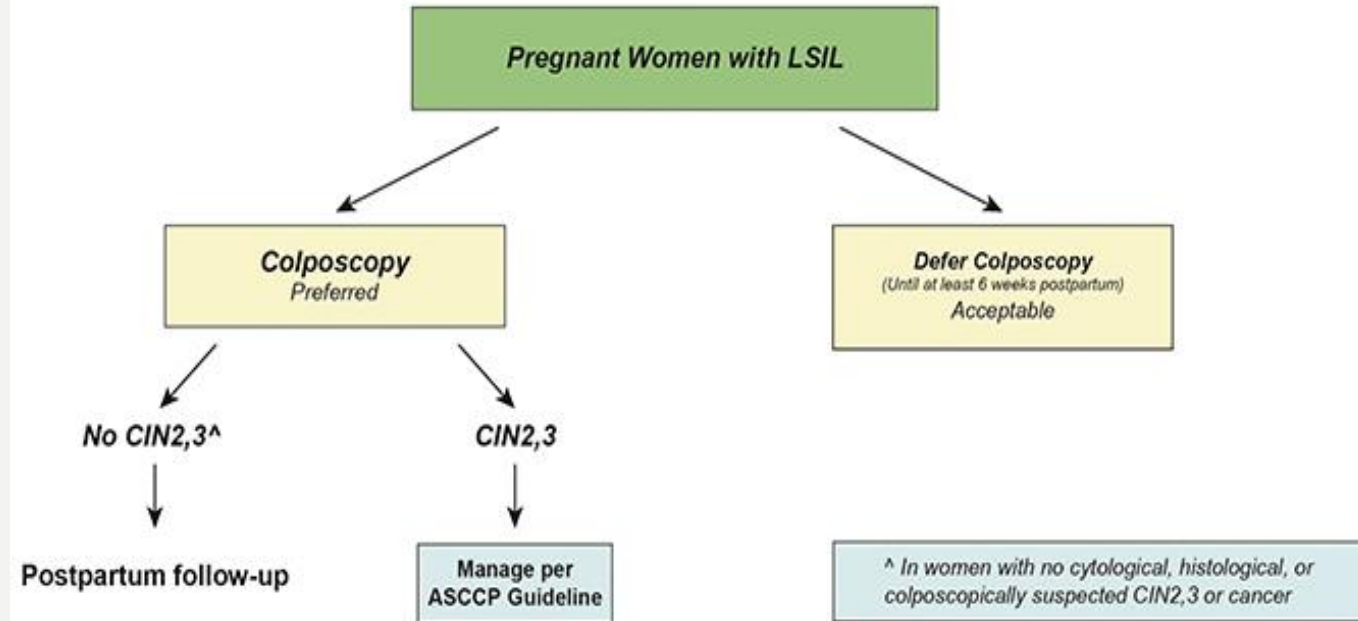 Pregnant Women with LSIL
Colposcopy
Preferred
Defer Colposcopy
(Until at least 6 weeks postpartum)
Acceptable
No CIN2,3^
CIN2,3
Postpartum follow-up
Manage per
ASCCP Guideline
^ In women with no cytological, histological, or
colposcopically suspected CIN2,3 or cancer